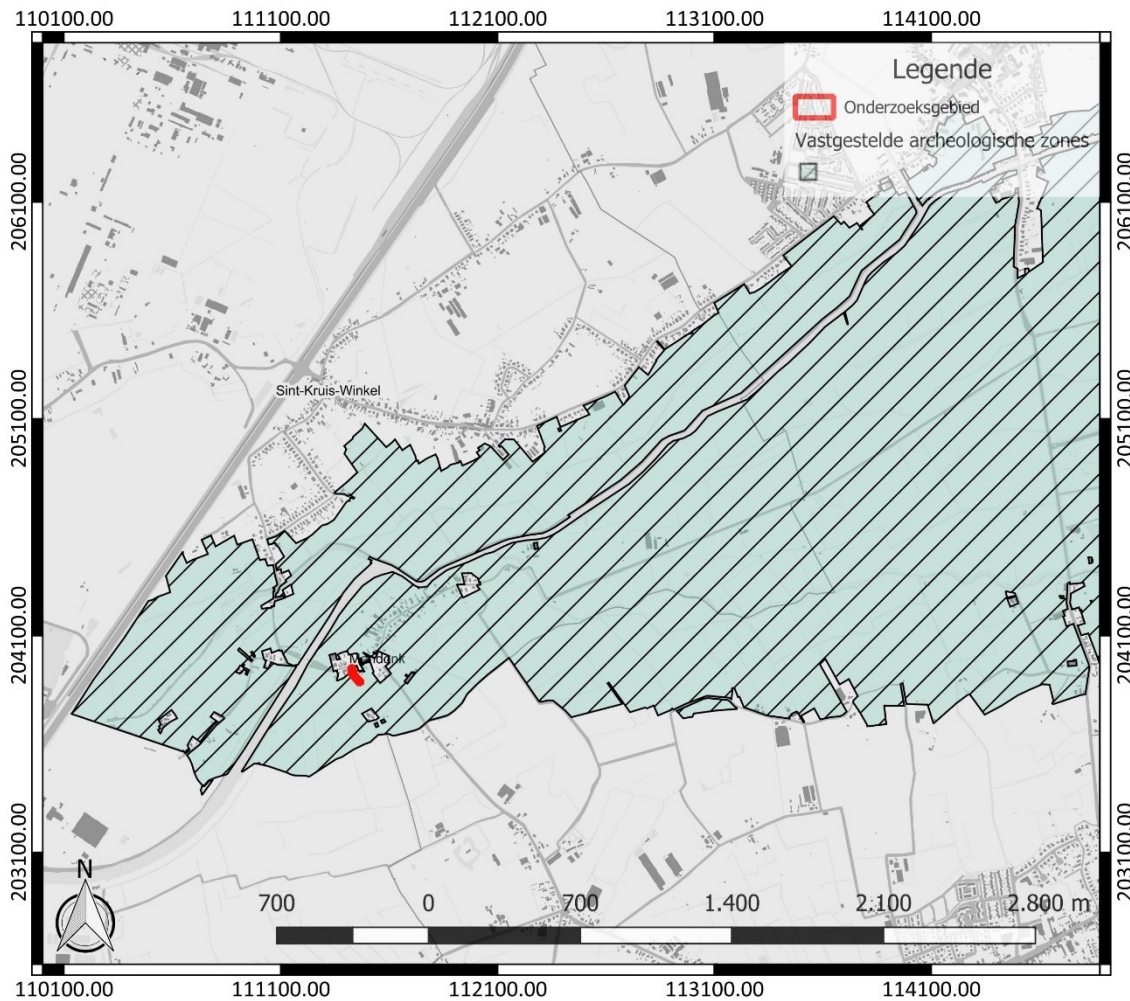 110100.00 111100.00 112100.00 113100.00 114100.00
Legende
Onderzoeksgebied
Vastgestelde archeologische zones
206100.00 206100.00
Sint-Kruis-Winkel
205100.00 205100.00
204100.00 204100.00
Mendonk
203100.00 203100.00
N
700 0 700 1.400 2.100 2.800 m
110100.00 111100.00 112100.00 113100.00 114100.00